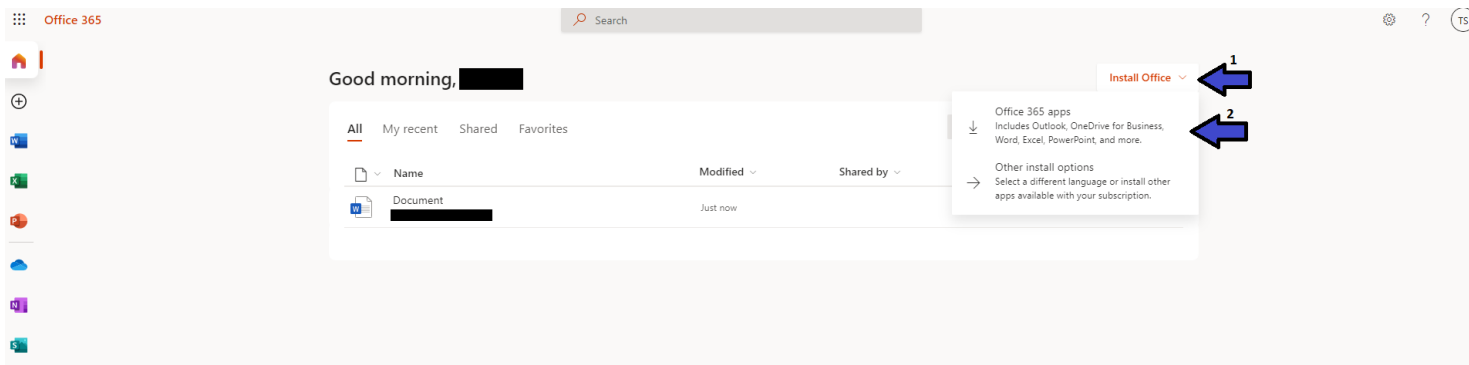 Office 365
Search
?
TS
Good morning,
Install Office
1
All My recent Shared Favorites
Office 365 apps
Includes Outlook, OneDrive for Business,
Word, Excel, PowerPoint, and more.
2
Other install options
Select a different language or install other
apps available with your subscription.
Name Modified Shared by
Document
Just now
W
X
P
N
S
W